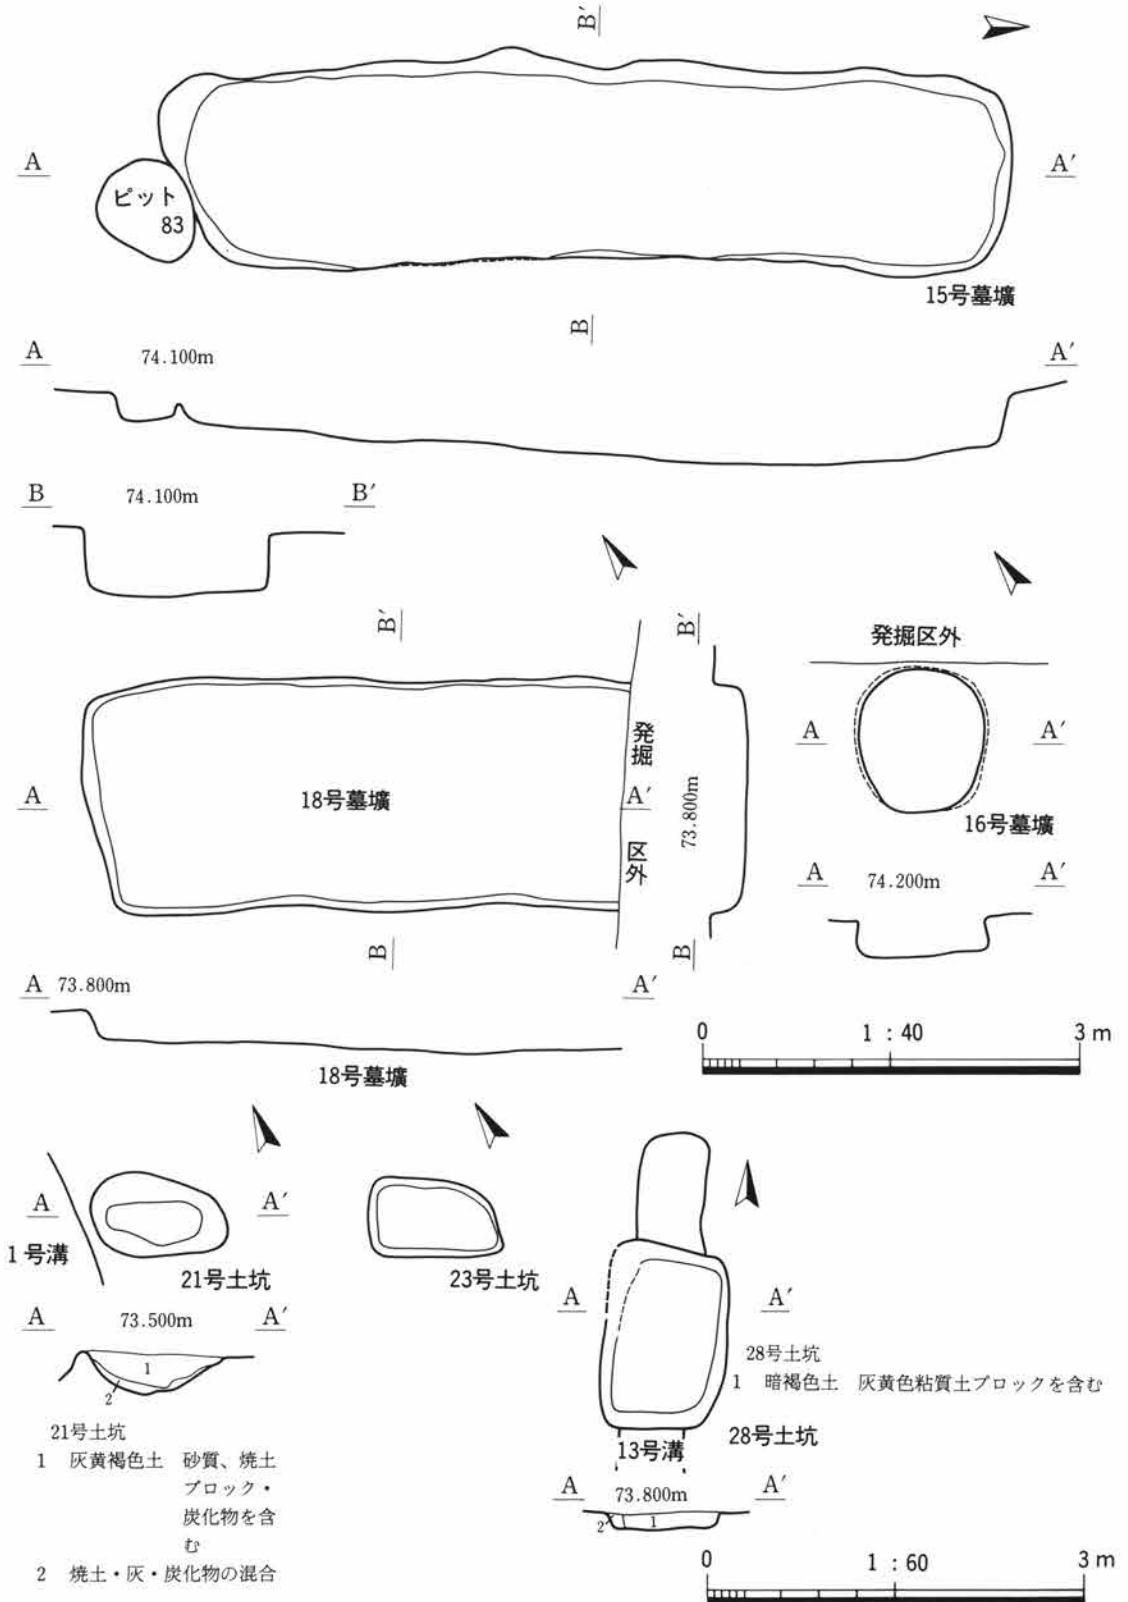 B′
A
A′
ピット
83
15号墓壙
B
A
74.100m
A′
B
74.100m
B′
B′
B′
発掘区外
発掘
A
18号墓壙
A′
73.800m
A
A′
区外
16号墓壙
A
74.200m
A′
B
B
A 73.800m
A′
18号墓壙
0
1 : 40
3 m
A
A′
1号溝
21号土坑
23号土坑
A
A′
A
73.500m
A′
1
2
28号土坑
1 暗褐色土 灰黄色粘質土ブロックを含む
21号土坑
1 灰黄褐色土 砂質、焼土
ブロック・
炭化物を含
む
2 焼土・灰・炭化物の混合
13号溝
28号土坑
A
73.800m
A′
2
1
0
1 : 60
3 m